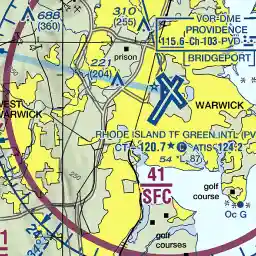 688
(360)
310
(255)
VOR-DME
PROVIDENCE
115.6 Ch 103 PVD
BRIDGEPORT
prison
221
(204)
WARWICK
WEST
WARWICK
RHODE ISLAND TF GREEN INTL (PV
CT 120.7 C ATIS 124.2
54 *L 87
41
SFC
golf
course
Oc G
golf
courses